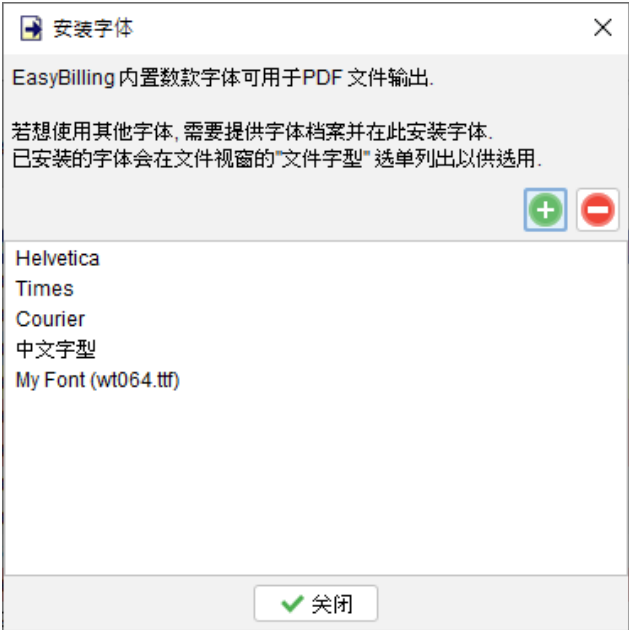 安装字体
EasyBilling 内置数款字体可用于PDF 文件输出.
若想使用其他字体, 需要提供字体档案并在此安装字体.
已安装的字体会在文件视窗的"文件字型" 选单列出以供选用.
Helvetica
Times
Courier
中文字型
My Font (wt064.ttf)
关闭